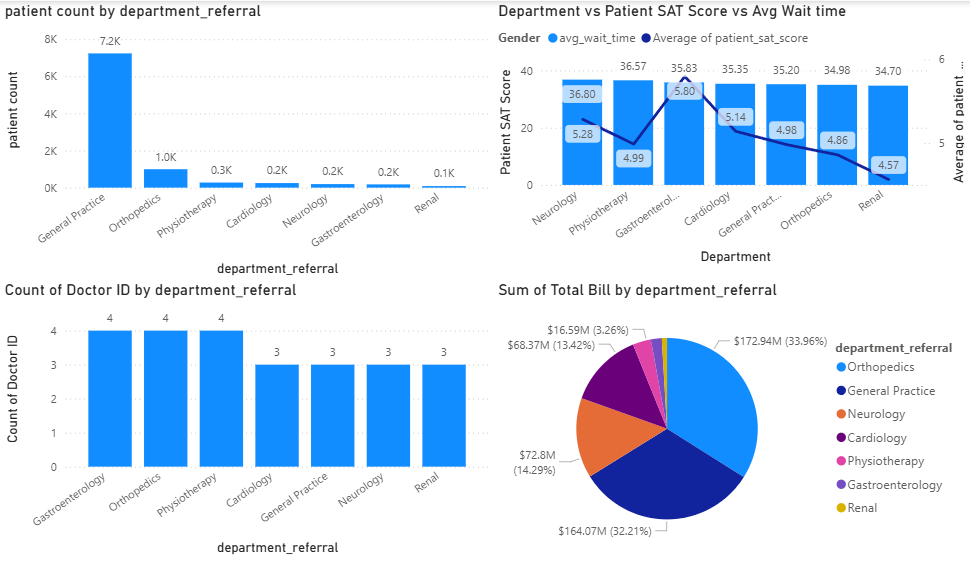 patient count by department_referral
patient count
8K
6K
4K
2K
0K
7.2K
1.0K
0.3K
0.2K
0.2K
0.2K
0.1K
General Practice
Orthopedics
Physiotherapy
Cardiology
Neurology
Gastroenterology
Renal
department_referral
Department vs Patient SAT Score vs Avg Wait time
Gender avg_wait_time Average of patient_sat_score
Patient SAT Score
40
20
0
36.80
36.57
35.83
35.35
35.20
34.98
34.70
5.28
4.99
5.80
5.14
4.98
4.86
4.57
6
5
Average of patient ...
Neurology
Physiotherapy
Gastroenterol...
Cardiology
General Pract...
Orthopedics
Renal
Department
Count of Doctor ID by department_referral
Count of Doctor ID
4
3
2
1
0
4
4
4
3
3
3
3
Gastroenterology
Orthopedics
Physiotherapy
Cardiology
General Practice
Neurology
Renal
department_referral
Sum of Total Bill by department_referral
$16.59M (3.26%)
$68.37M (13.42%)
$72.8M
(14.29%)
$164.07M (32.21%)
$172.94M (33.96%)
department_referral
Orthopedics
General Practice
Neurology
Cardiology
Physiotherapy
Gastroenterology
Renal